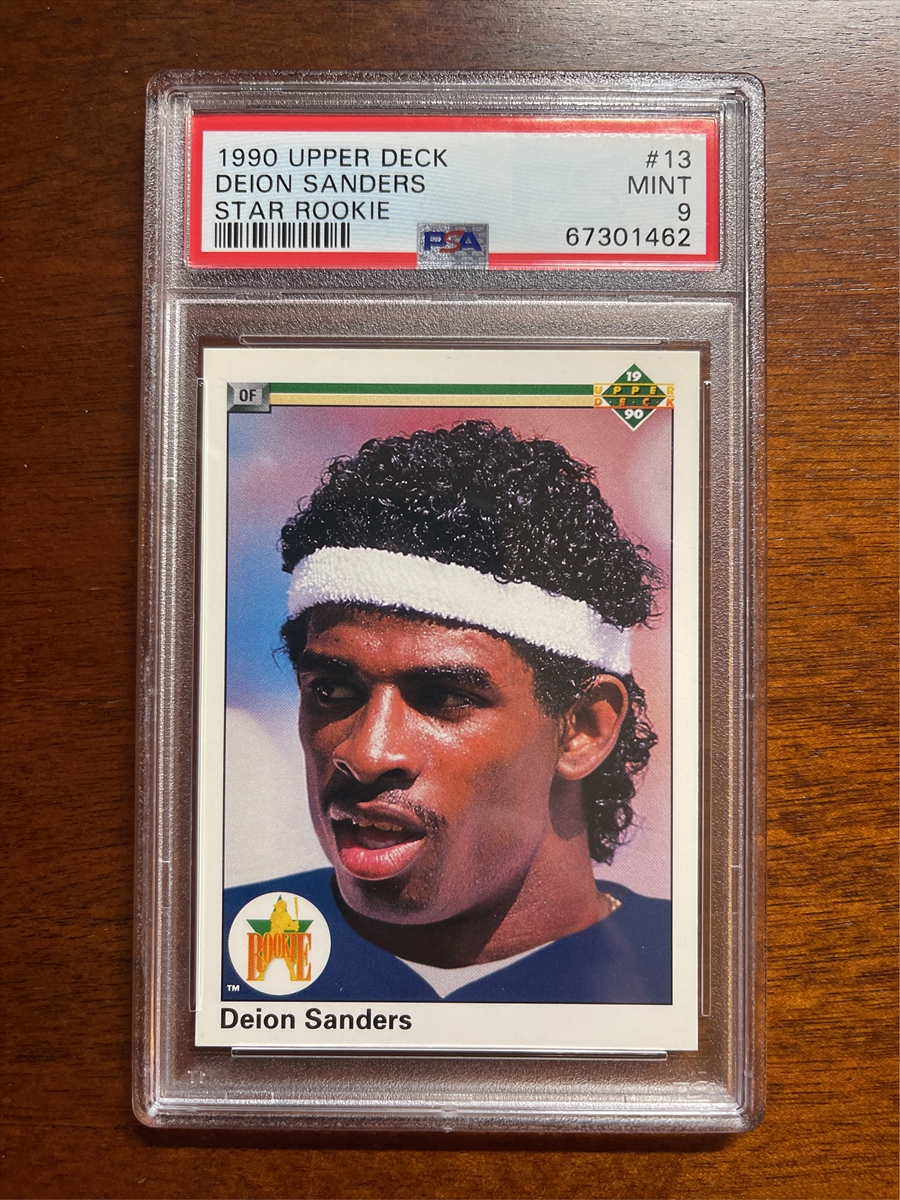 1990 UPPER DECK #13
DEION SANDERS MINT
STAR ROOKIE 9
PSA 67301462
OF
19
UPPER
DECK
90
ROOKIE
TM
Deion Sanders